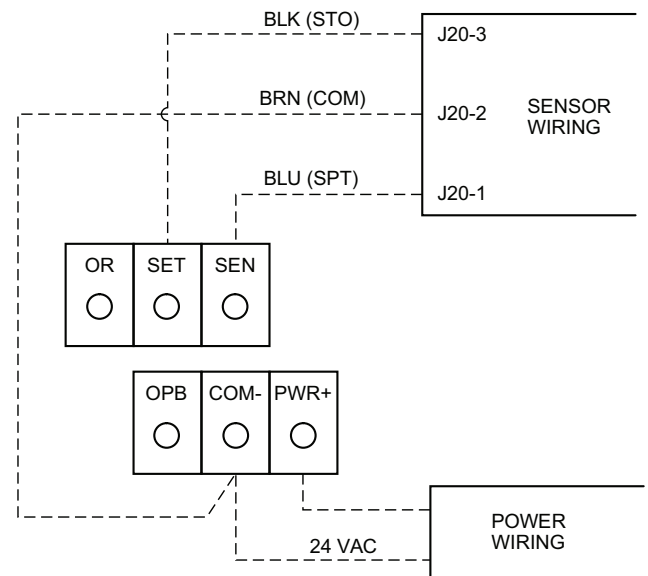 BLK (STO)
J20-3
BRN (COM)
J20-2
SENSOR
WIRING
BLU (SPT)
J20-1
OR
SET
SEN
OPB
COM-
PWR+
24 VAC
POWER
WIRING